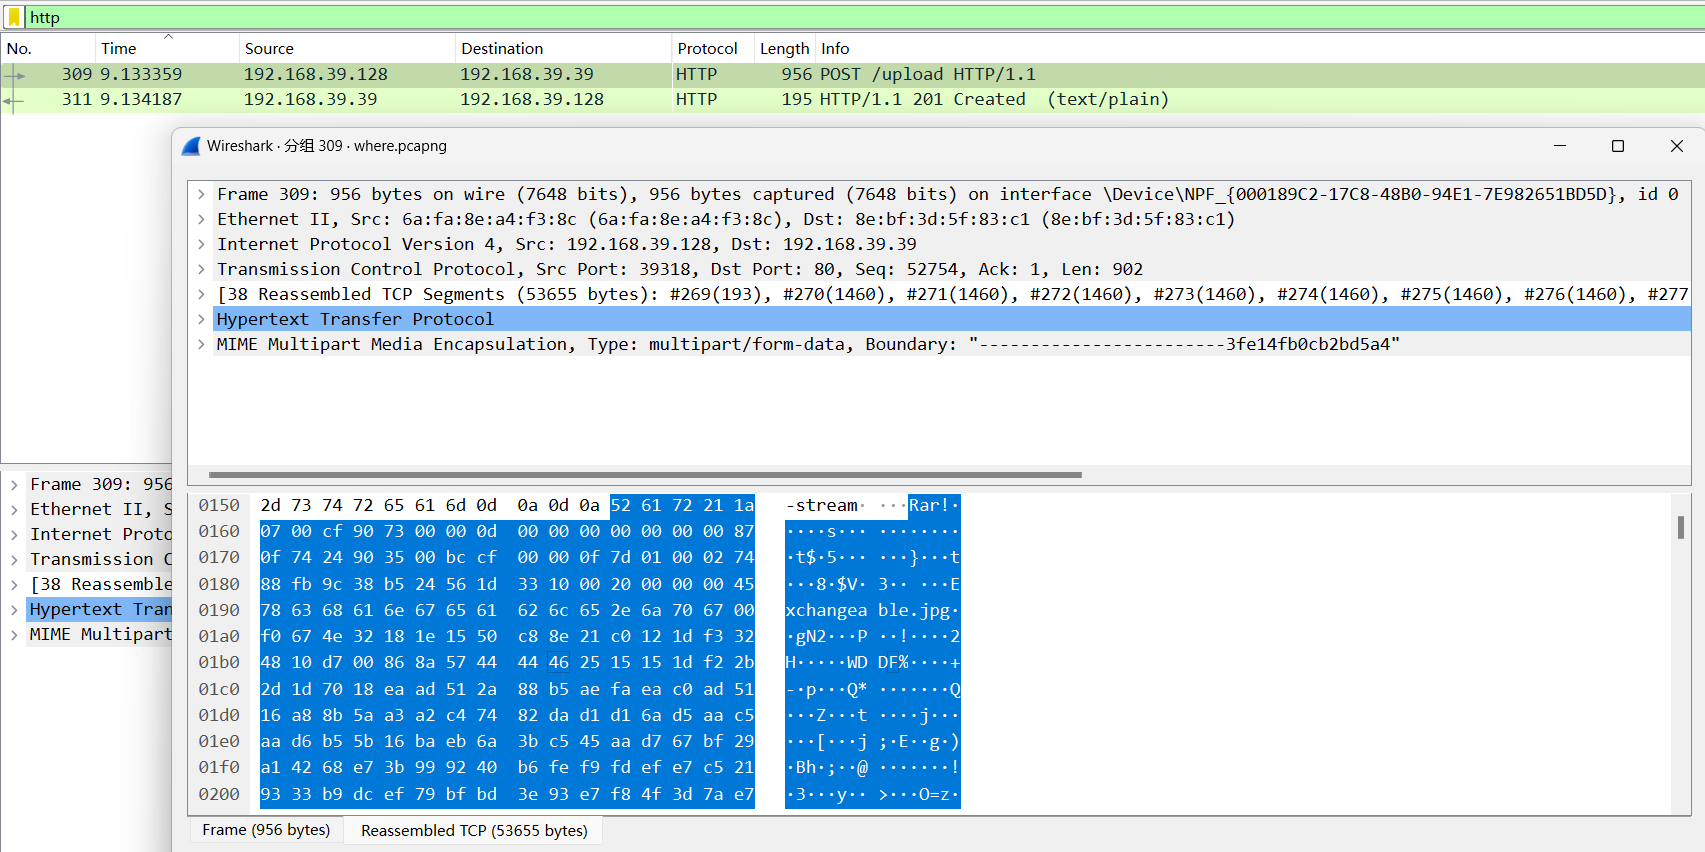 http
No. Time Source Destination Protocol Length Info
309 9.133359 192.168.39.128 192.168.39.39 HTTP 956 POST /upload HTTP/1.1
311 9.134187 192.168.39.39 192.168.39.128 HTTP 195 HTTP/1.1 201 Created (text/plain)
Wireshark · 分组 309 · where.pcapng
Frame 309: 956 bytes on wire (7648 bits), 956 bytes captured (7648 bits) on interface \Device\NPF_{000189C2-17C8-48B0-94E1-7E982651BD5D}, id 0
Ethernet II, Src: 6a:fa:8e:a4:f3:8c (6a:fa:8e:a4:f3:8c), Dst: 8e:bf:3d:5f:83:c1 (8e:bf:3d:5f:83:c1)
Internet Protocol Version 4, Src: 192.168.39.128, Dst: 192.168.39.39
Transmission Control Protocol, Src Port: 39318, Dst Port: 80, Seq: 52754, Ack: 1, Len: 902
[38 Reassembled TCP Segments (53655 bytes): #269(193), #270(1460), #271(1460), #272(1460), #273(1460), #274(1460), #275(1460), #276(1460), #277
Hypertext Transfer Protocol
MIME Multipart Media Encapsulation, Type: multipart/form-data, Boundary: "------------------------3fe14fb0cb2bd5a4"
Frame 309: 956
Ethernet II, S
Internet Proto
Transmission C
[38 Reassemble
Hypertext Tran
MIME Multipart
0150 2d 73 74 72 65 61 6d 0d 0a 0d 0a 52 61 72 21 1a -stream· ···Rar!·
0160 07 00 cf 90 73 00 00 0d 00 00 00 00 00 00 00 87 ····s··· ········
0170 0f 74 24 90 35 00 bc cf 00 00 0f 7d 01 00 02 74 ·t$·5··· ···}···t
0180 88 fb 9c 38 b5 24 56 1d 33 10 00 20 00 00 00 45 ···8·$V· 3·· ···E
0190 78 63 68 61 6e 67 65 61 62 6c 65 2e 6a 70 67 00 xchangea ble.jpg·
01a0 f0 67 4e 32 18 1e 15 50 c8 8e 21 c0 12 1d f3 32 ·gN2···P ··!····2
01b0 48 10 d7 00 86 8a 57 44 44 46 25 15 15 1d f2 2b H·····WD DF%····+
01c0 2d 1d 70 18 ea ad 51 2a 88 b5 ae fa ea c0 ad 51 -·p···Q* ·······Q
01d0 16 a8 8b 5a a3 a2 c4 74 82 da d1 d1 6a d5 aa c5 ···Z···t ····j···
01e0 aa d6 b5 5b 16 ba eb 6a 3b c5 45 aa d7 67 bf 29 ···[···j ;·E··g·)
01f0 a1 42 68 e7 3b 99 92 40 b6 fe f9 fd ef e7 c5 21 ·Bh·;··@ ·······!
0200 93 33 b9 dc ef 79 bf bd 3e 93 e7 f8 4f 3d 7a e7 ·3···y·· >···O=z·
Frame (956 bytes) Reassembled TCP (53655 bytes)